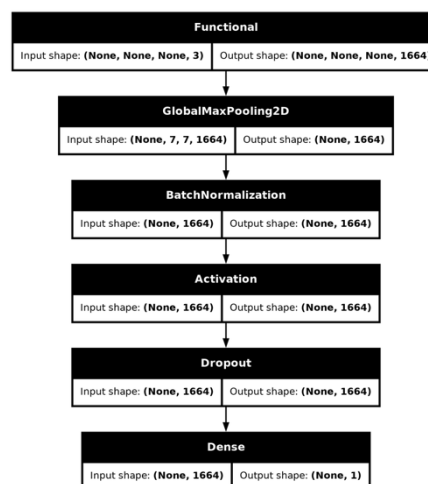 Functional
Input shape: (None, None, None, 3) Output shape: (None, None, None, 1664)
GlobalMaxPooling2D
Input shape: (None, 7, 7, 1664) Output shape: (None, 1664)
BatchNormalization
Input shape: (None, 1664) Output shape: (None, 1664)
Activation
Input shape: (None, 1664) Output shape: (None, 1664)
Dropout
Input shape: (None, 1664) Output shape: (None, 1664)
Dense
Input shape: (None, 1664) Output shape: (None, 1)